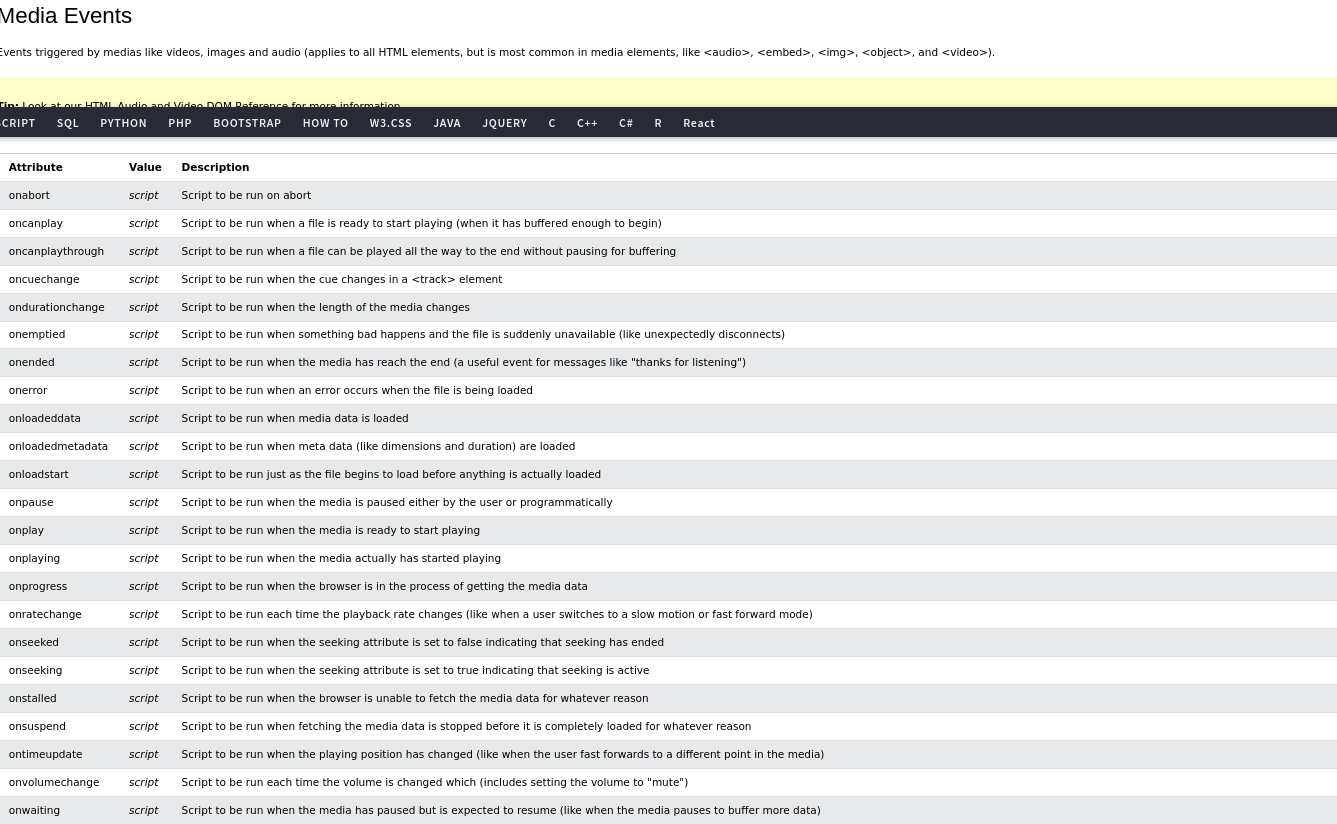 Media Events
Events triggered by medias like videos, images and audio (applies to all HTML elements, but is most common in media elements, like <audio>, <embed>, <img>, <object>, and <video>).
Tip: Look at our HTML Audio and Video DOM Reference for more information.
SCRIPT SQL PYTHON PHP BOOTSTRAP HOW TO W3.CSS JAVA JQUERY C C++ C# R React
Attribute Value Description
onabort script Script to be run on abort
oncanplay script Script to be run when a file is ready to start playing (when it has buffered enough to begin)
oncanplaythrough script Script to be run when a file can be played all the way to the end without pausing for buffering
oncuechange script Script to be run when the cue changes in a <track> element
ondurationchange script Script to be run when the length of the media changes
onemptied script Script to be run when something bad happens and the file is suddenly unavailable (like unexpectedly disconnects)
onended script Script to be run when the media has reach the end (a useful event for messages like "thanks for listening")
onerror script Script to be run when an error occurs when the file is being loaded
onloadeddata script Script to be run when media data is loaded
onloadedmetadata script Script to be run when meta data (like dimensions and duration) are loaded
onloadstart script Script to be run just as the file begins to load before anything is actually loaded
onpause script Script to be run when the media is paused either by the user or programmatically
onplay script Script to be run when the media is ready to start playing
onplaying script Script to be run when the media actually has started playing
onprogress script Script to be run when the browser is in the process of getting the media data
onratechange script Script to be run each time the playback rate changes (like when a user switches to a slow motion or fast forward mode)
onseeked script Script to be run when the seeking attribute is set to false indicating that seeking has ended
onseeking script Script to be run when the seeking attribute is set to true indicating that seeking is active
onstalled script Script to be run when the browser is unable to fetch the media data for whatever reason
onsuspend script Script to be run when fetching the media data is stopped before it is completely loaded for whatever reason
ontimeupdate script Script to be run when the playing position has changed (like when the user fast forwards to a different point in the media)
onvolumechange script Script to be run each time the volume is changed which (includes setting the volume to "mute")
onwaiting script Script to be run when the media has paused but is expected to resume (like when the media pauses to buffer more data)